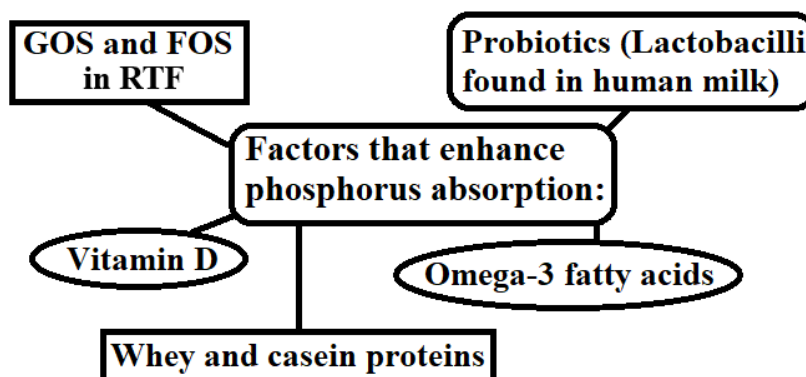 GOS and FOS
in RTF
Probiotics (Lactobacilli
found in human milk)
Factors that enhance
phosphorus absorption:
Vitamin D
Omega-3 fatty acids
Whey and casein proteins